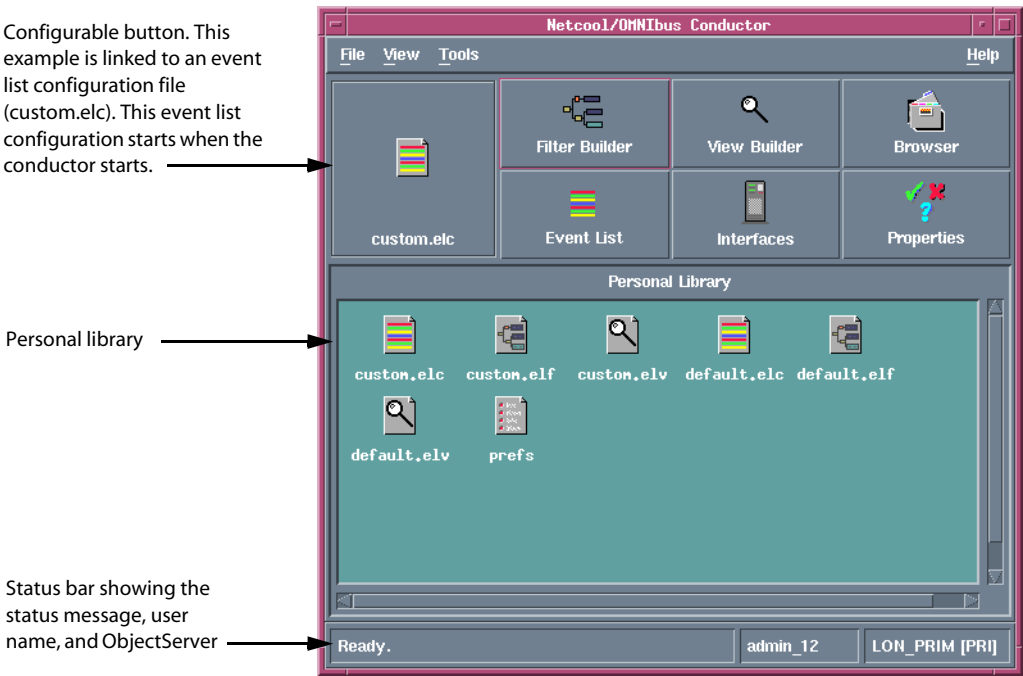 Configurable button. This
example is linked to an event
list configuration file
(custom.elc). This event list
configuration starts when the
conductor starts.
Netcool/OMNIbus Conductor
File View Tools Help
custom.elc
Filter Builder
View Builder
Browser
Event List
Interfaces
Properties
Personal library
Personal Library
custom.elc custom.elf custom.elv default.elc default.elf
default.elv prefs
Status bar showing the
status message, user
name, and ObjectServer
Ready. admin_12 LON_PRIM [PRI]